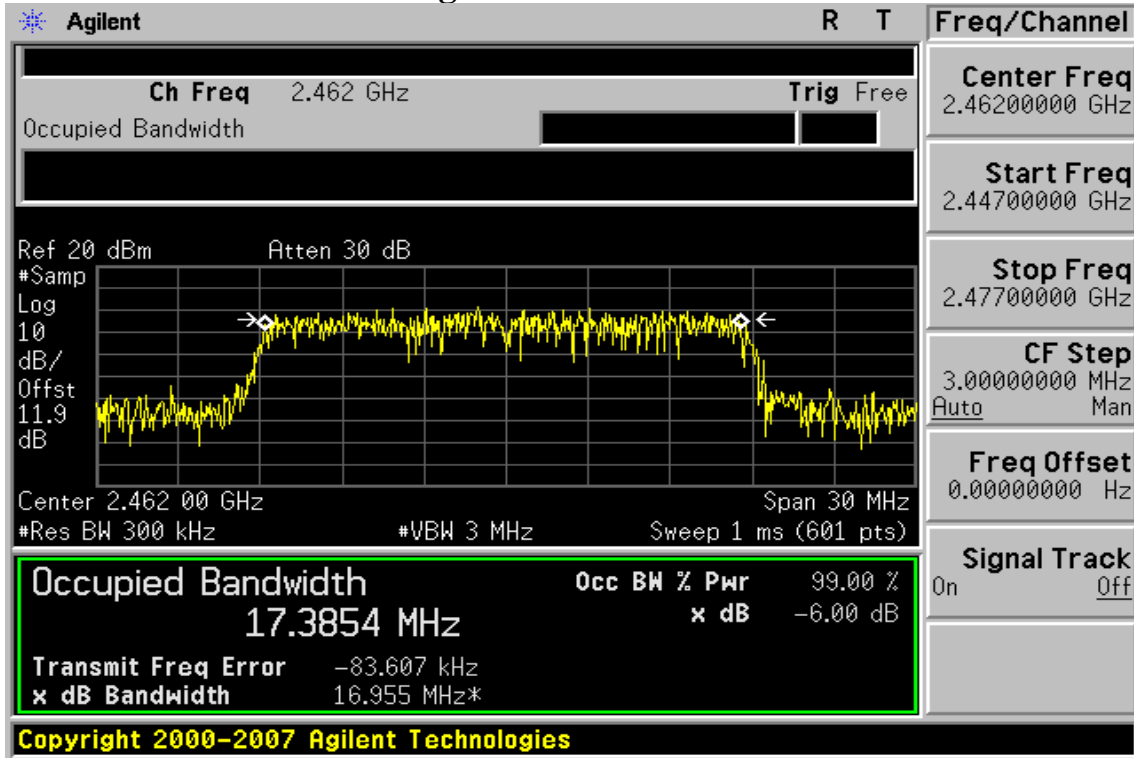 Agilent R T Freq/Channel
Ch Freq 2.462 GHz Trig Free
Occupied Bandwidth
Center Freq
2.46200000 GHz
Start Freq
2.44700000 GHz
Stop Freq
2.47700000 GHz
CF Step
3.00000000 MHz
Auto Man
Freq Offset
0.00000000 Hz
Signal Track
On Off
Ref 20 dBm Atten 30 dB
#Samp
Log
10
dB/
Offst
11.9
dB
Center 2.462 00 GHz Span 30 MHz
#Res BW 300 kHz #VBW 3 MHz Sweep 1 ms (601 pts)
Occupied Bandwidth Occ BW % Pwr 99.00 %
17.3854 MHz x dB -6.00 dB
Transmit Freq Error -83.607 kHz
x dB Bandwidth 16.955 MHz*
Copyright 2000-2007 Agilent Technologies